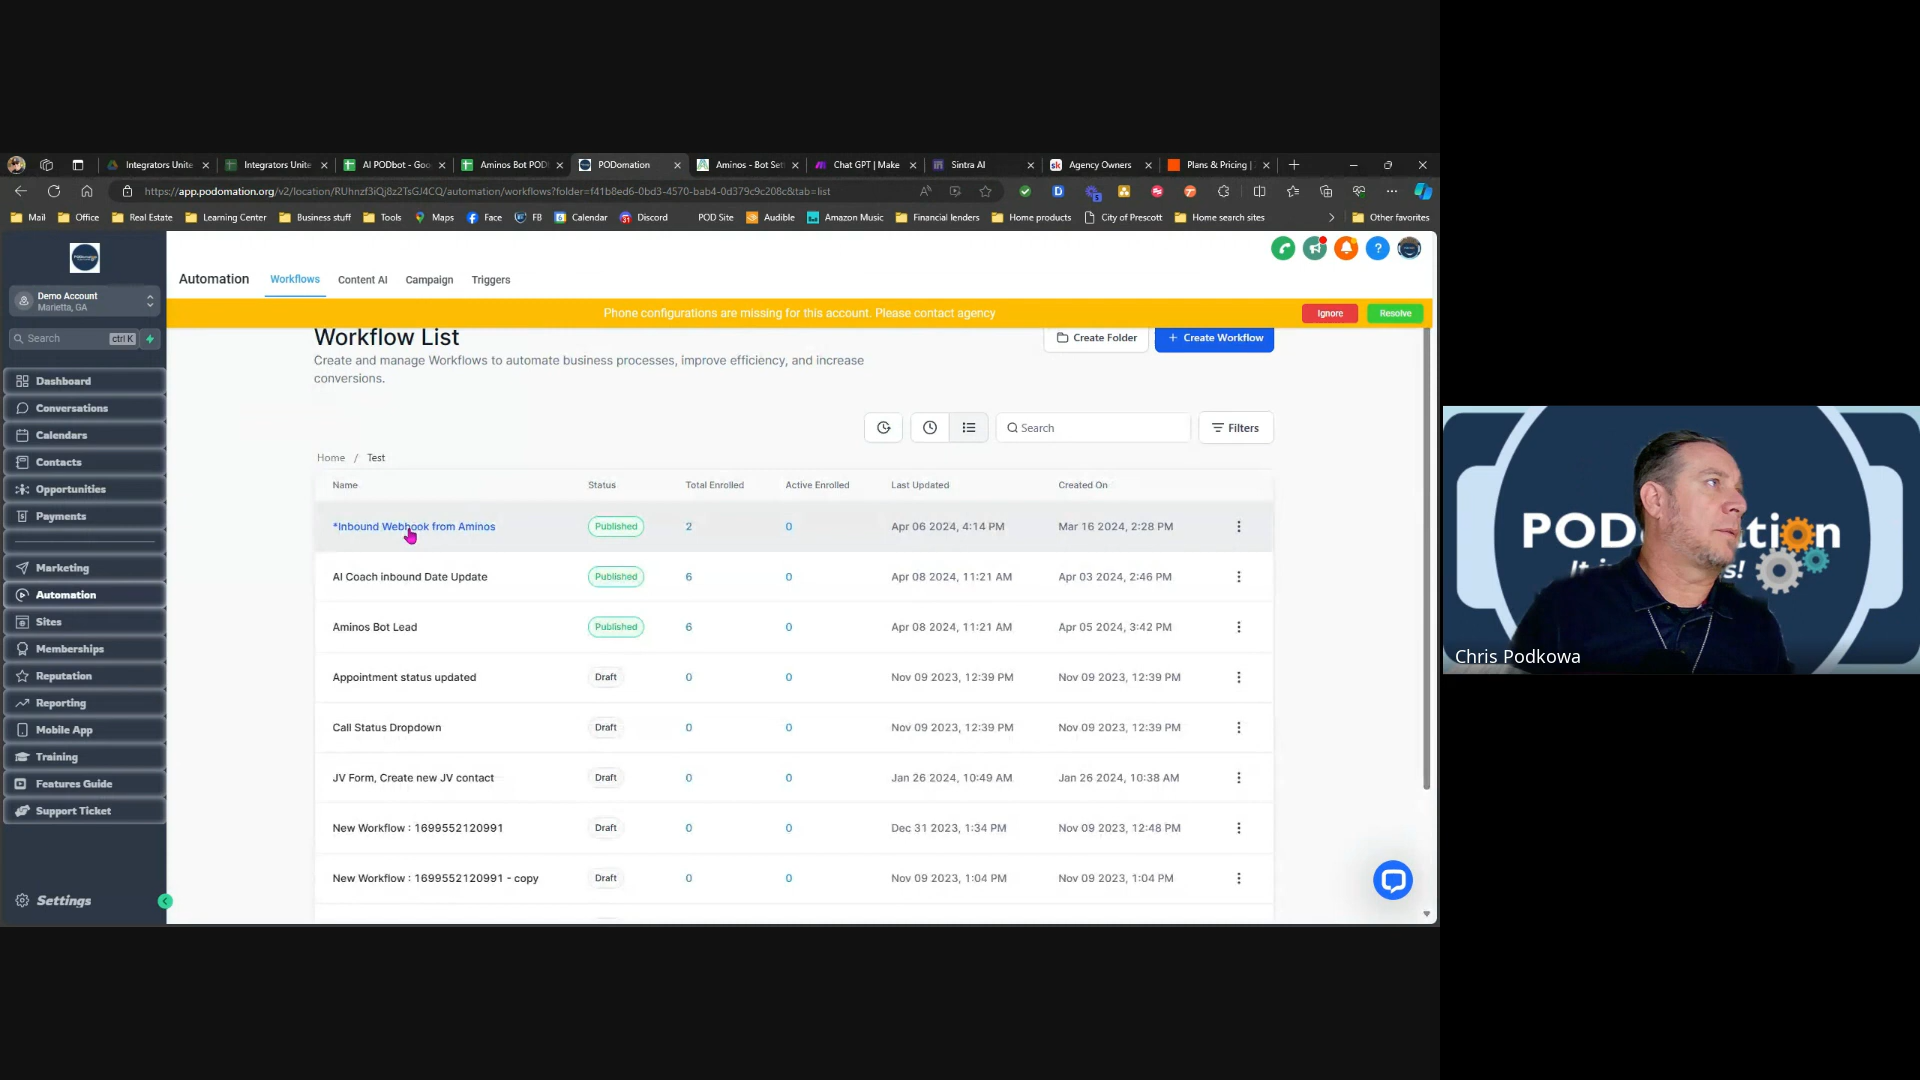 Integrators Unite
Integrators Unite
AI PODbot - Goo
Aminos Bot POD
PODomation
Aminos - Bot Set
Chat GPT | Make
Sintra AI
Agency Owners
Plans & Pricing |
https://app.podomation.org/v2/location/RUhnzf3iQj8z2TsGJ4CQ/automation/workflows?folder=f41b8ed6-0bd3-4570-bab4-0d379c9c208c&tab=list
Mail
Office
Real Estate
Learning Center
Business stuff
Tools
Maps
Face
FB
Calendar
Discord
POD Site
Audible
Amazon Music
Financial lenders
Home products
City of Prescott
Home search sites
Other favorites
Demo Account
Marietta, GA
Search
ctrl K
Dashboard
Conversations
Calendars
Contacts
Opportunities
Payments
Marketing
Automation
Sites
Memberships
Reputation
Reporting
Mobile App
Training
Features Guide
Support Ticket
Settings
Automation
Workflows
Content AI
Campaign
Triggers
Phone configurations are missing for this account. Please contact agency
Ignore
Resolve
Workflow List
Create and manage Workflows to automate business processes, improve efficiency, and increase
conversions.
Create Folder
+ Create Workflow
Search
Filters
Home / Test
Name Status Total Enrolled Active Enrolled Last Updated Created On
*Inbound Webhook from Aminos Published 2 0 Apr 06 2024, 4:14 PM Mar 16 2024, 2:28 PM
AI Coach inbound Date Update Published 6 0 Apr 08 2024, 11:21 AM Apr 03 2024, 2:46 PM
Aminos Bot Lead Published 6 0 Apr 08 2024, 11:21 AM Apr 05 2024, 3:42 PM
Appointment status updated Draft 0 0 Nov 09 2023, 12:39 PM Nov 09 2023, 12:39 PM
Call Status Dropdown Draft 0 0 Nov 09 2023, 12:39 PM Nov 09 2023, 12:39 PM
JV Form, Create new JV contact Draft 0 0 Jan 26 2024, 10:49 AM Jan 26 2024, 10:38 AM
New Workflow : 1699552120991 Draft 0 0 Dec 31 2023, 1:34 PM Nov 09 2023, 12:48 PM
New Workflow : 1699552120991 - copy Draft 0 0 Nov 09 2023, 1:04 PM Nov 09 2023, 1:04 PM
Chris Podkowa